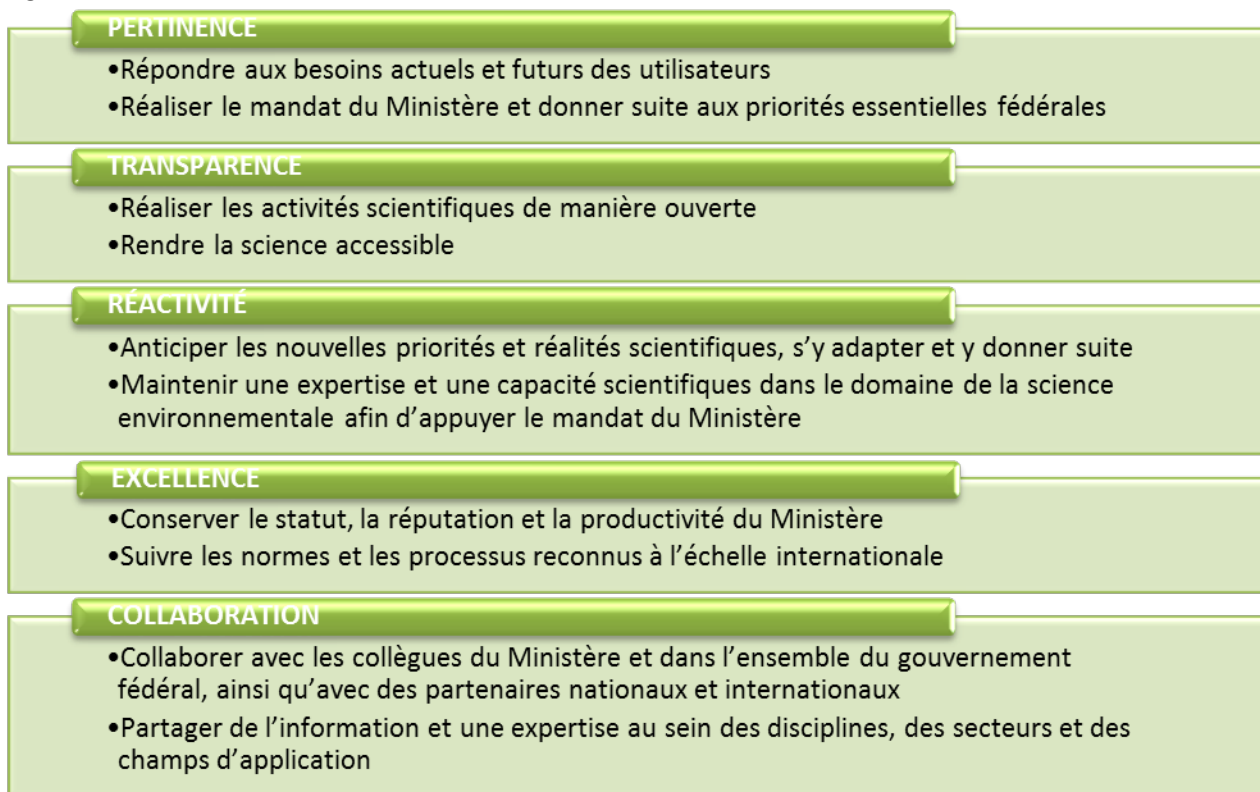 PERTINENCE
•Répondre aux besoins actuels et futurs des utilisateurs
•Réaliser le mandat du Ministère et donner suite aux priorités essentielles fédérales
TRANSPARENCE
•Réaliser les activités scientifiques de manière ouverte
•Rendre la science accessible
RÉACTIVITÉ
•Anticiper les nouvelles priorités et réalités scientifiques, s’y adapter et y donner suite
•Maintenir une expertise et une capacité scientifiques dans le domaine de la science
environnementale afin d’appuyer le mandat du Ministère
EXCELLENCE
•Conserver le statut, la réputation et la productivité du Ministère
•Suivre les normes et les processus reconnus à l’échelle internationale
COLLABORATION
•Collaborer avec les collègues du Ministère et dans l’ensemble du gouvernement
fédéral, ainsi qu’avec des partenaires nationaux et internationaux
•Partager de l’information et une expertise au sein des disciplines, des secteurs et des
champs d’application